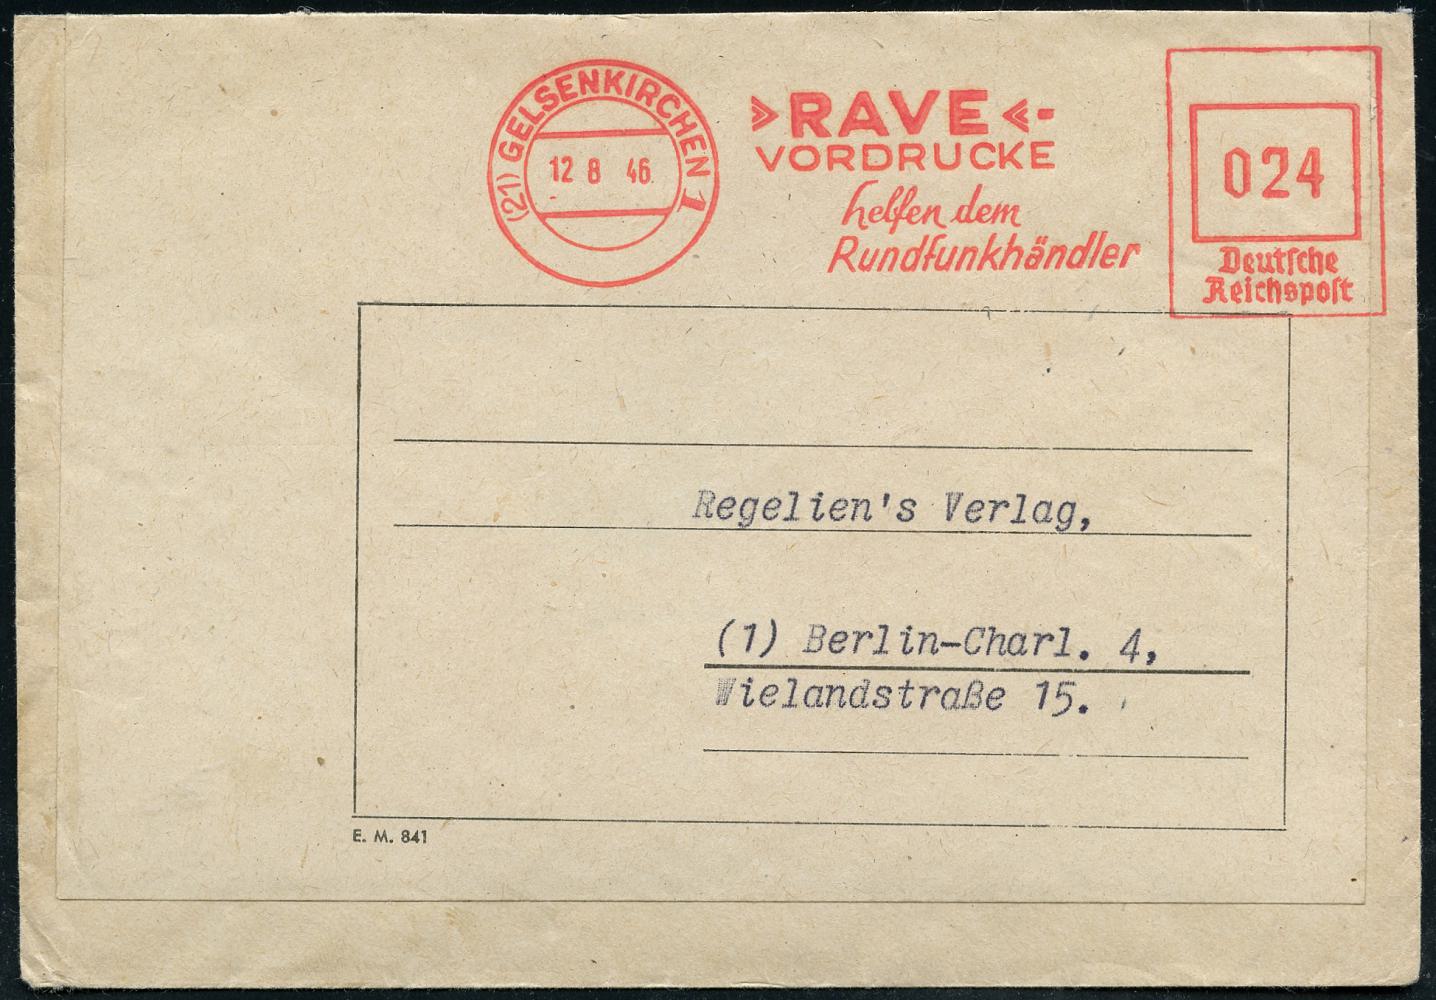 (21) GELSENKIRCHEN 1
12 8 46.
»RAVE«-
VORDRUCKE
helfen dem
Rundfunkhändler
024
Deutsche
Reichspost
Regelien's Verlag,
(1) Berlin-Charl. 4,
Wielandstraße 15.
E. M. 841